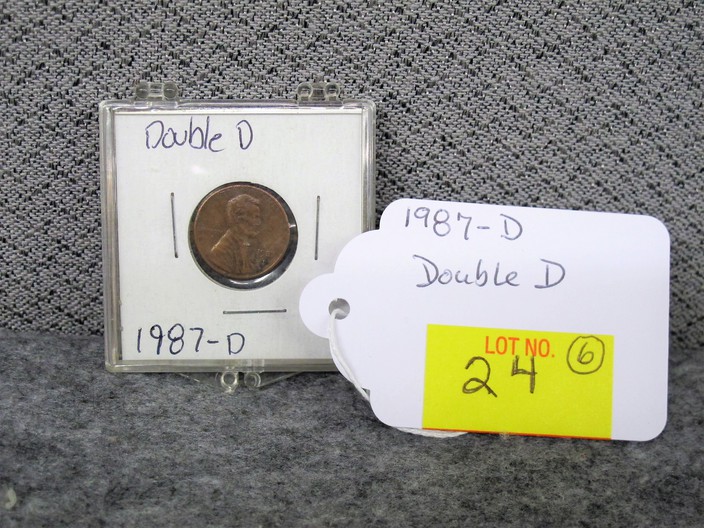 Double D
1987-D
1987-D
Double D
LOT NO.
24
6